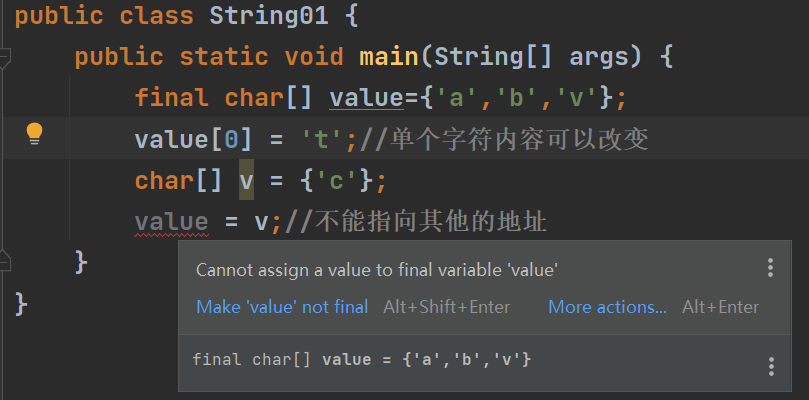 public class String01 {
public static void main(String[] args) {
final char[] value={'a','b','v'};
value[0] = 't';//单个字符内容可以改变
char[] v = {'c'};
value = v;//不能指向其他的地址
}
}
Cannot assign a value to final variable 'value'
Make 'value' not final Alt+Shift+Enter More actions... Alt+Enter
final char[] value = {'a','b','v'}